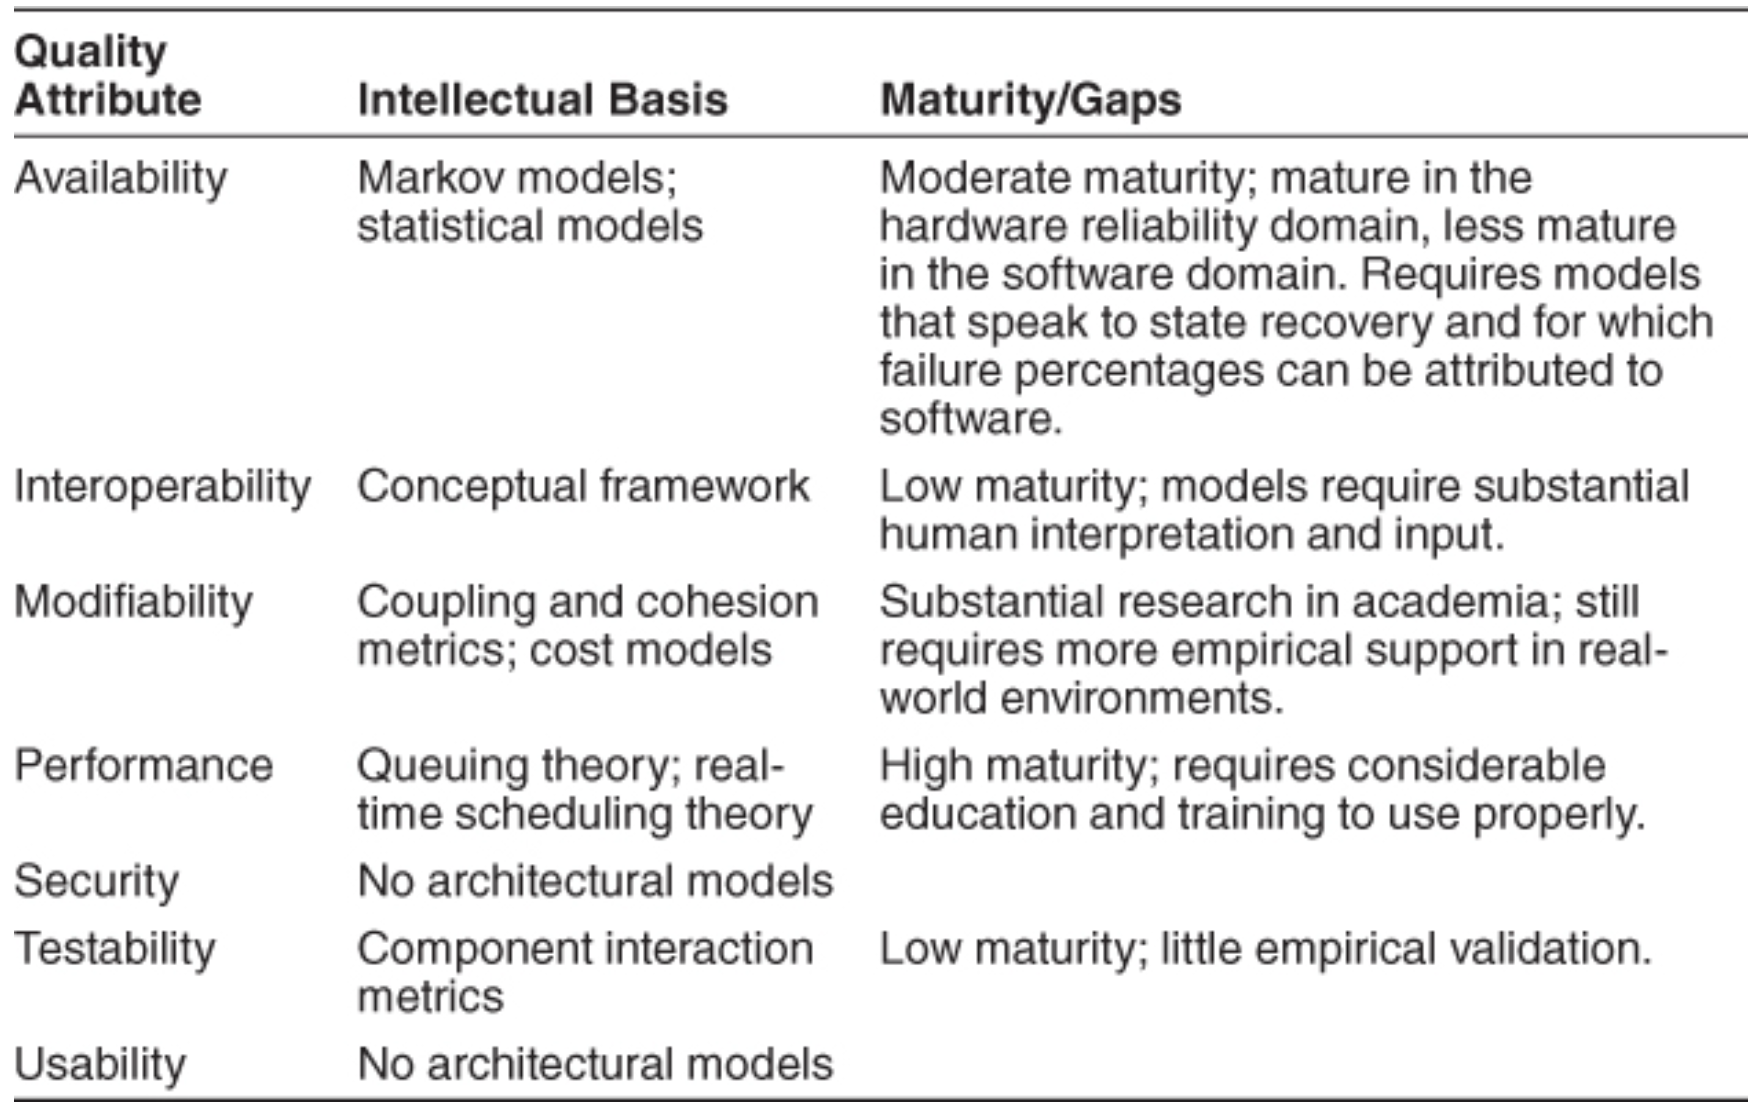 Quality
Attribute Intellectual Basis Maturity/Gaps
Availability Markov models; Moderate maturity; mature in the
statistical models hardware reliability domain, less mature
in the software domain. Requires models
that speak to state recovery and for which
failure percentages can be attributed to
software.
Interoperability Conceptual framework Low maturity; models require substantial
human interpretation and input.
Modifiability Coupling and cohesion Substantial research in academia; still
metrics; cost models requires more empirical support in real-
world environments.
Performance Queuing theory; real- High maturity; requires considerable
time scheduling theory education and training to use properly.
Security No architectural models
Testability Component interaction Low maturity; little empirical validation.
metrics
Usability No architectural models